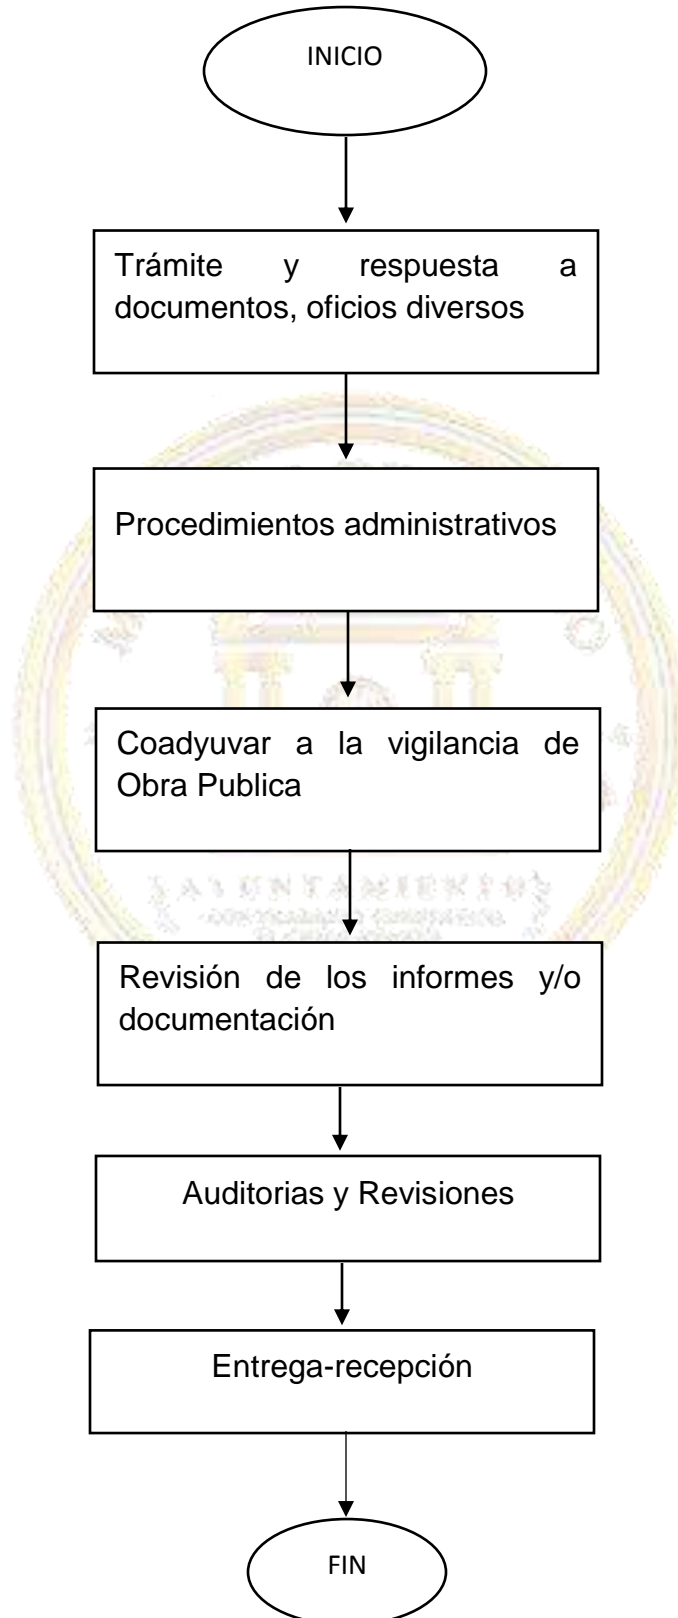 INICIO
Trámite y respuesta a
documentos, oficios diversos
Procedimientos administrativos
Coadyuvar a la vigilancia de
Obra Publica
AYUNTAMIENTO
Revisión de los informes y/o
documentación
Auditorias y Revisiones
Entrega-recepción
FIN